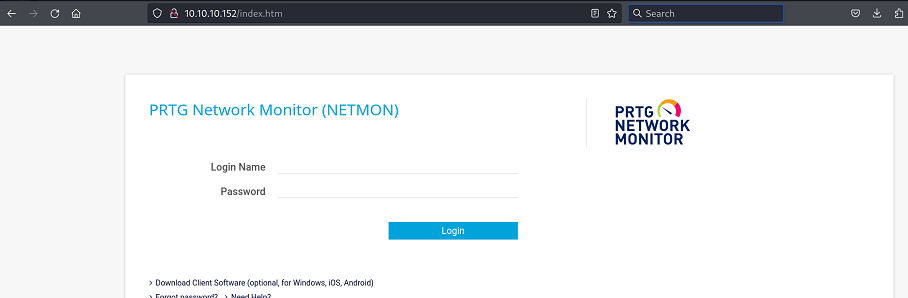 10.10.10.152/index.htm
Search
PRTG Network Monitor (NETMON)
PRTG
NETWORK
MONITOR
Login Name
Password
Login
› Download Client Software (optional, for Windows, iOS, Android)
› Forgot password? › Need Help?